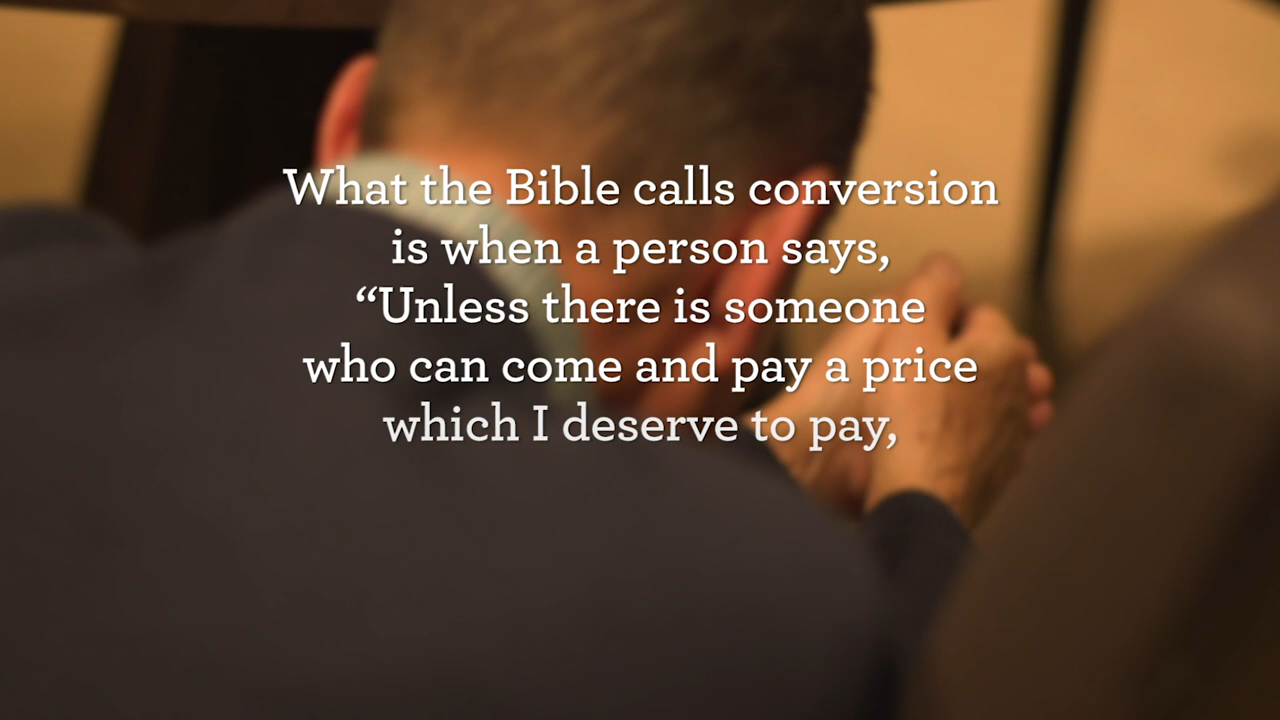 What the Bible calls conversion
is when a person says,
“Unless there is someone
who can come and pay a price
which I deserve to pay,